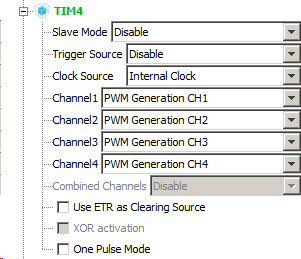 TIM4
Slave Mode Disable
Trigger Source Disable
Clock Source Internal Clock
Channel1 PWM Generation CH1
Channel2 PWM Generation CH2
Channel3 PWM Generation CH3
Channel4 PWM Generation CH4
Combined Channels Disable
Use ETR as Clearing Source
XOR activation
One Pulse Mode